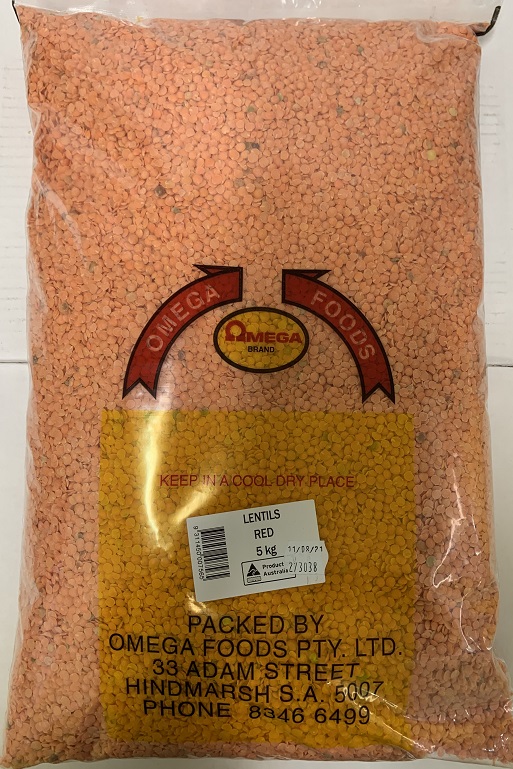 OMEGA FOODS
ΩMEGA
BRAND
KEEP IN A COOL DRY PLACE
LENTILS
RED
5 kg
11/08/21
Product
Australia
273038
PACKED BY
OMEGA FOODS PTY. LTD.
33 ADAM STREET
HINDMARSH S.A. 5007
PHONE 8346 6499